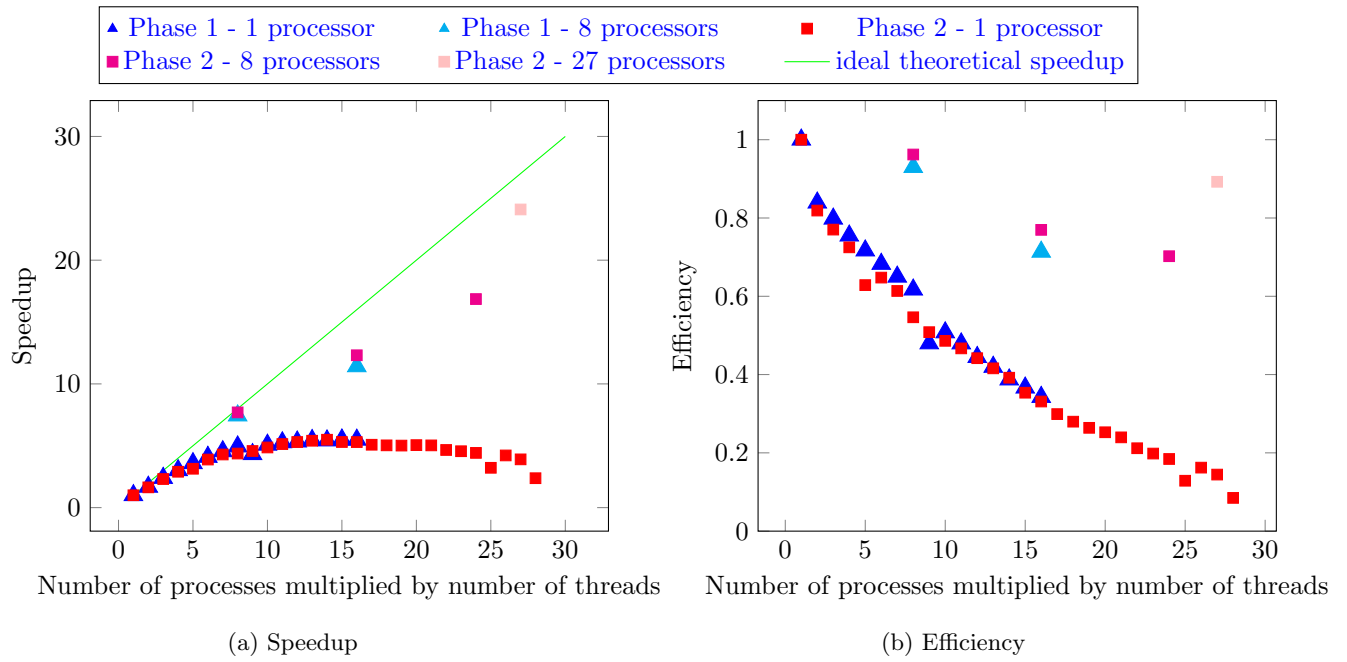 Phase 1 - 1 processor Phase 1 - 8 processors Phase 2 - 1 processor
Phase 2 - 8 processors Phase 2 - 27 processors ideal theoretical speedup
30
20
10
0
Speedup
0 5 10 15 20 25 30
Number of processes multiplied by number of threads
(a) Speedup
1
0.8
0.6
0.4
0.2
0
Efficiency
0 5 10 15 20 25 30
Number of processes multiplied by number of threads
(b) Efficiency